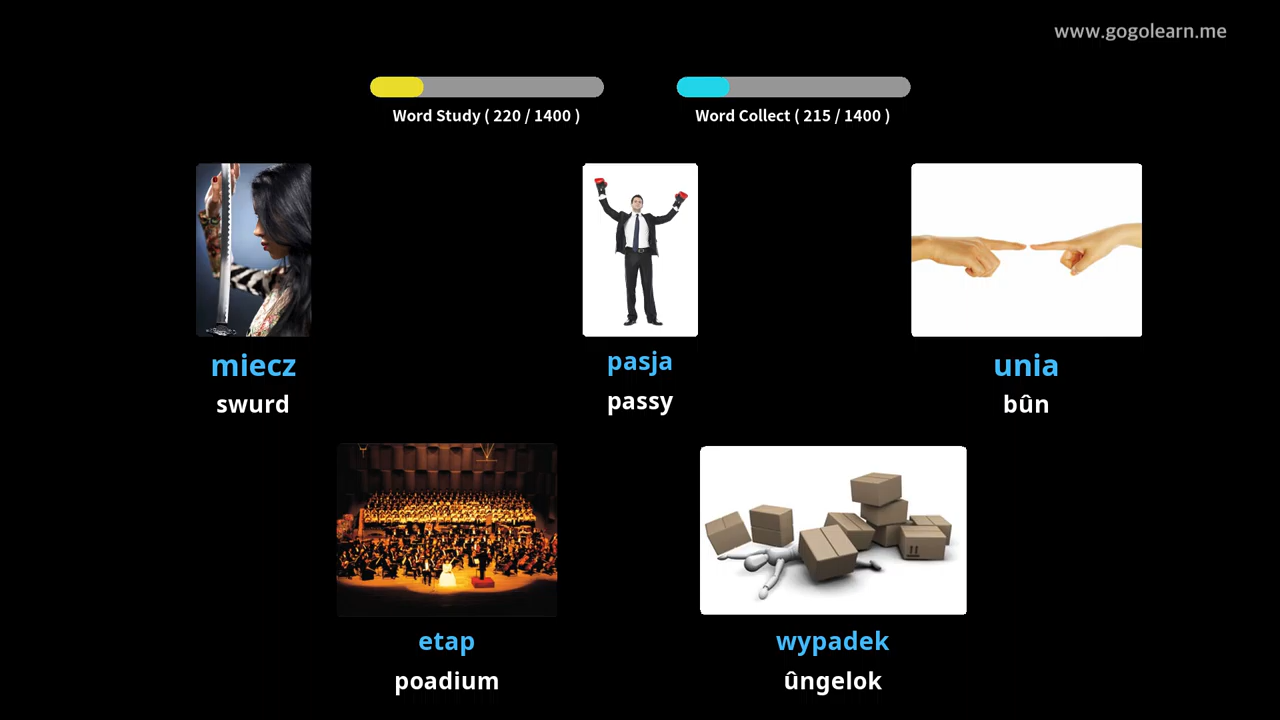 www.gogolearn.me
Word Study ( 220 / 1400 )
Word Collect ( 215 / 1400 )
miecz
swurd
pasja
passy
unia
bûn
etap
poadium
wypadek
ûngelok